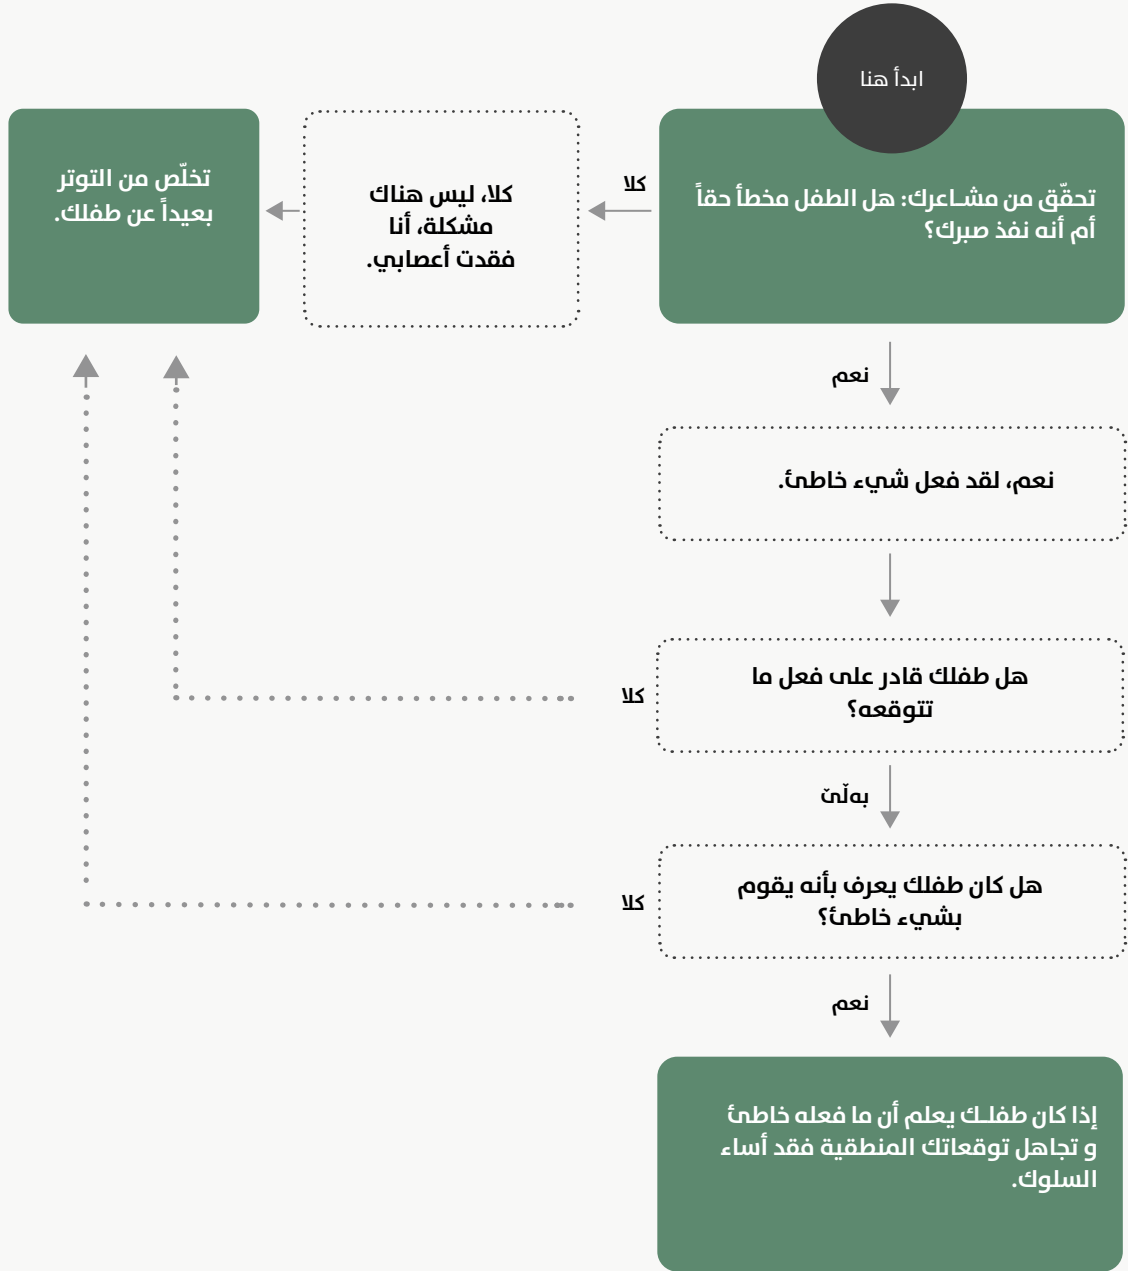 ابدأ هنا
تحقّق من مشـاعرك: هل الطفل مخطأ حقاً
أم أنه نفذ صبرك؟
كلا
كلا، ليس هناك
مشكلة، أنا
فقدت أعصابي.
تخلّص من التوتر
بعيداً عن طفلك.
نعم
نعم، لقد فعل شيء خاطئ.
هل طفلك قادر على فعل ما
تتوقعه؟
كلا
بەڵێ
هل كان طفلك يعرف بأنه يقوم
بشيء خاطئ؟
كلا
نعم
إذا كان طفلـك يعلم أن ما فعله خاطئ
و تجاهل توقعاتك المنطقية فقد أساء
السلوك.